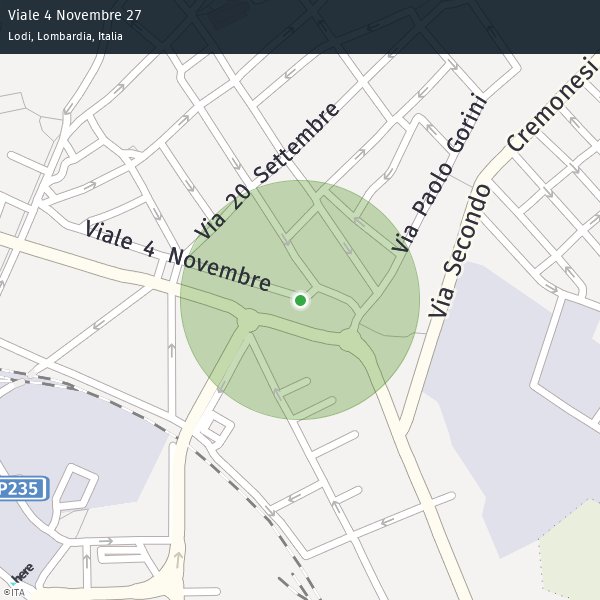 Viale 4 Novembre 27
Lodi, Lombardia, Italia
Cremonesi
Via 20 Settembre
Via Paolo Gorini
Via Secondo
Viale 4 Novembre
P235
here
©ITA